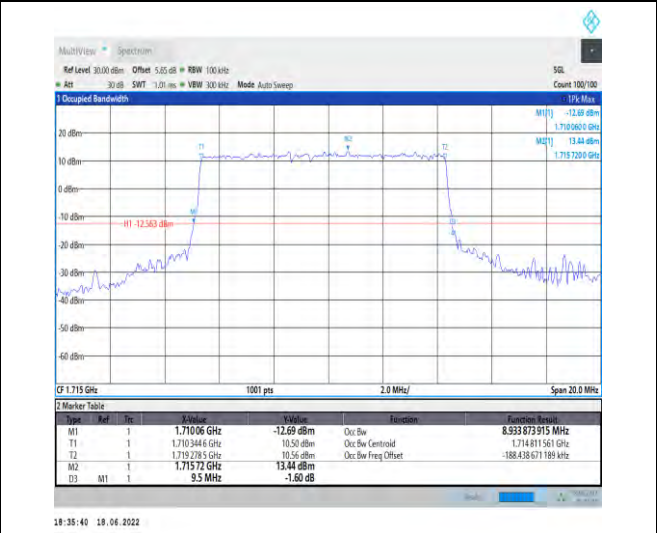 MultiView Spectrum
Ref Level 30.00 dBm Offset 5.65 dB RBW 100 kHz SGL
Att 30 dB SWT 1.01 ms VBW 300 kHz Mode Auto Sweep Count 100/100
1 Occupied Bandwidth 1Pk Max
M1[1] -12.69 dBm
1.710060 0 GHz
M2[1] 13.44 dBm
1.715 7200 GHz
20 dBm
10 dBm
0 dBm
-10 dBm
-20 dBm
-30 dBm
-40 dBm
-50 dBm
-60 dBm
T1
M2
T2
M1
H1 -12.563 dBm
D3
CF 1.715 GHz 1001 pts 2.0 MHz/ Span 20.0 MHz
2 Marker Table
Type Ref Trc X-Value Y-Value Function Function Result
M1 1 1.71006 GHz -12.69 dBm Occ Bw 8.933 873 915 MHz
T1 1 1.710 344 6 GHz 10.50 dBm Occ Bw Centroid 1.714 811 561 GHz
T2 1 1.719 278 5 GHz 10.56 dBm Occ Bw Freq Offset -188.438 671 189 kHz
M2 1 1.715 72 GHz 13.44 dBm
D3 M1 1 9.5 MHz -1.60 dB
18:35:40 18.06.2022